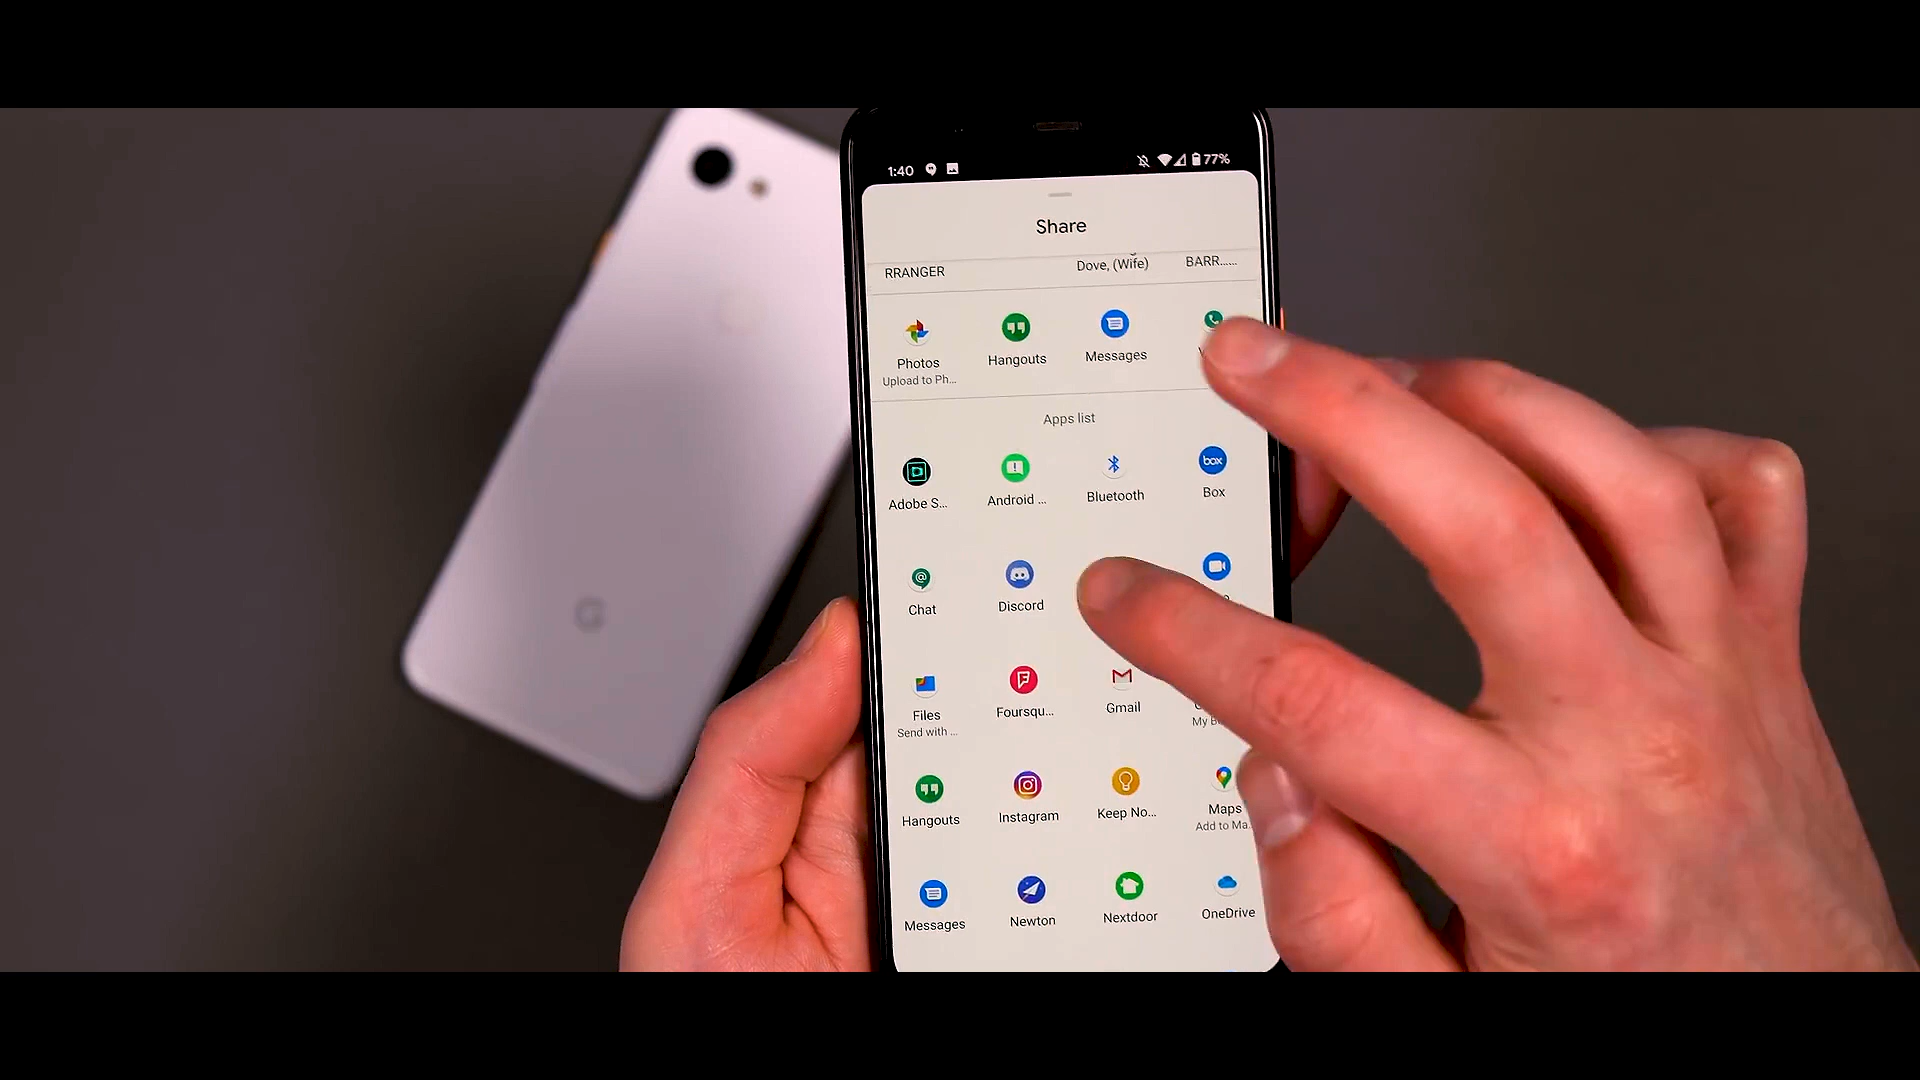 1:40 77%
Share
RRANGER Dove, (Wife) BARR......
Photos Hangouts Messages
Upload to Ph...
Apps list
Adobe S... Android ... Bluetooth Box
Chat Discord
Files Foursqu... Gmail
Send with ...
Hangouts Instagram Keep No... Maps
Add to Ma...
Messages Newton Nextdoor OneDrive
box
G